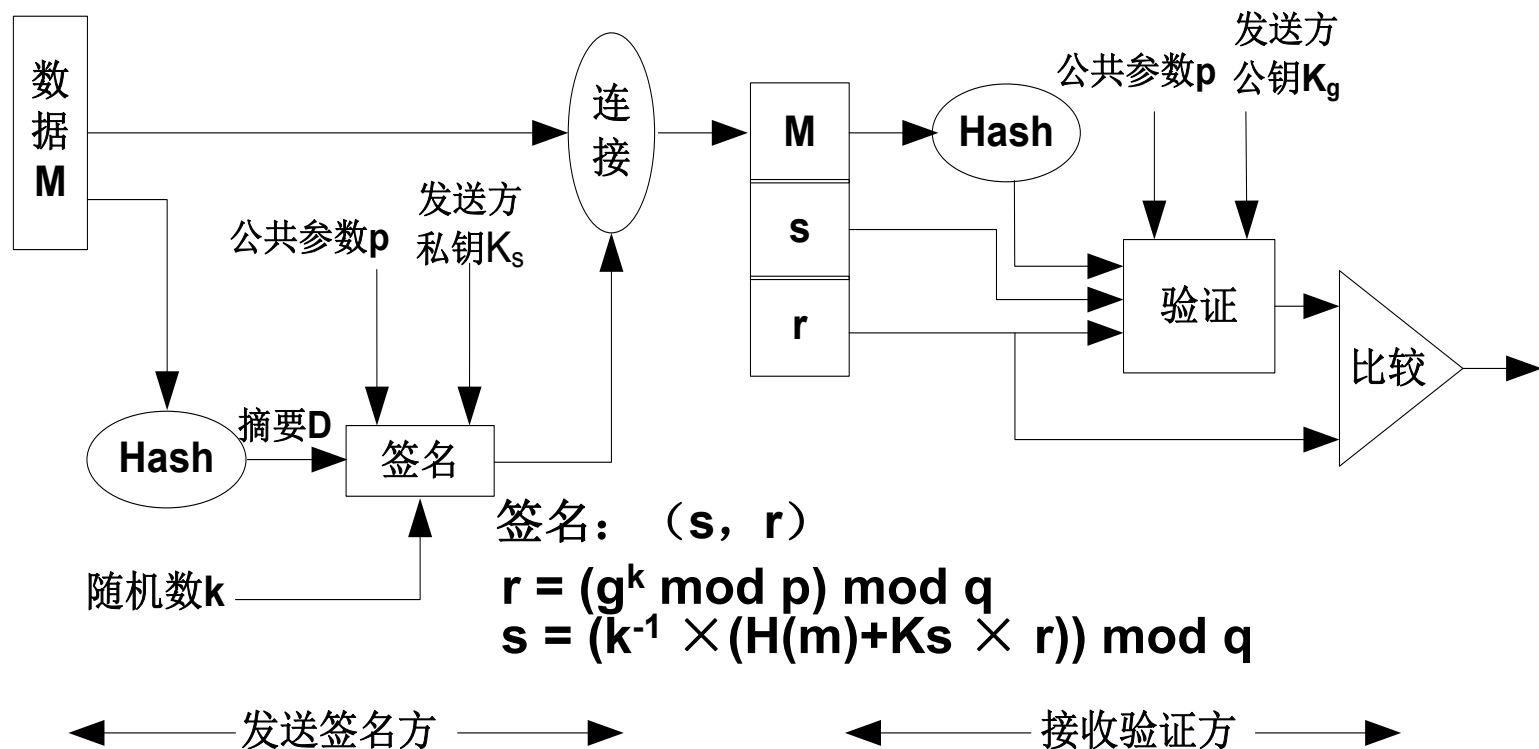 数
据
M
公共参数p
发送方
私钥Kₛ
Hash
摘要D
签名
随机数k
连
接
签名：（s，r）
r = (gᵏ mod p) mod q
s = (k⁻¹ ×(H(m)+Ks × r)) mod q
M
s
r
Hash
公共参数p
发送方
公钥K_g
验证
比较
发送签名方
接收验证方